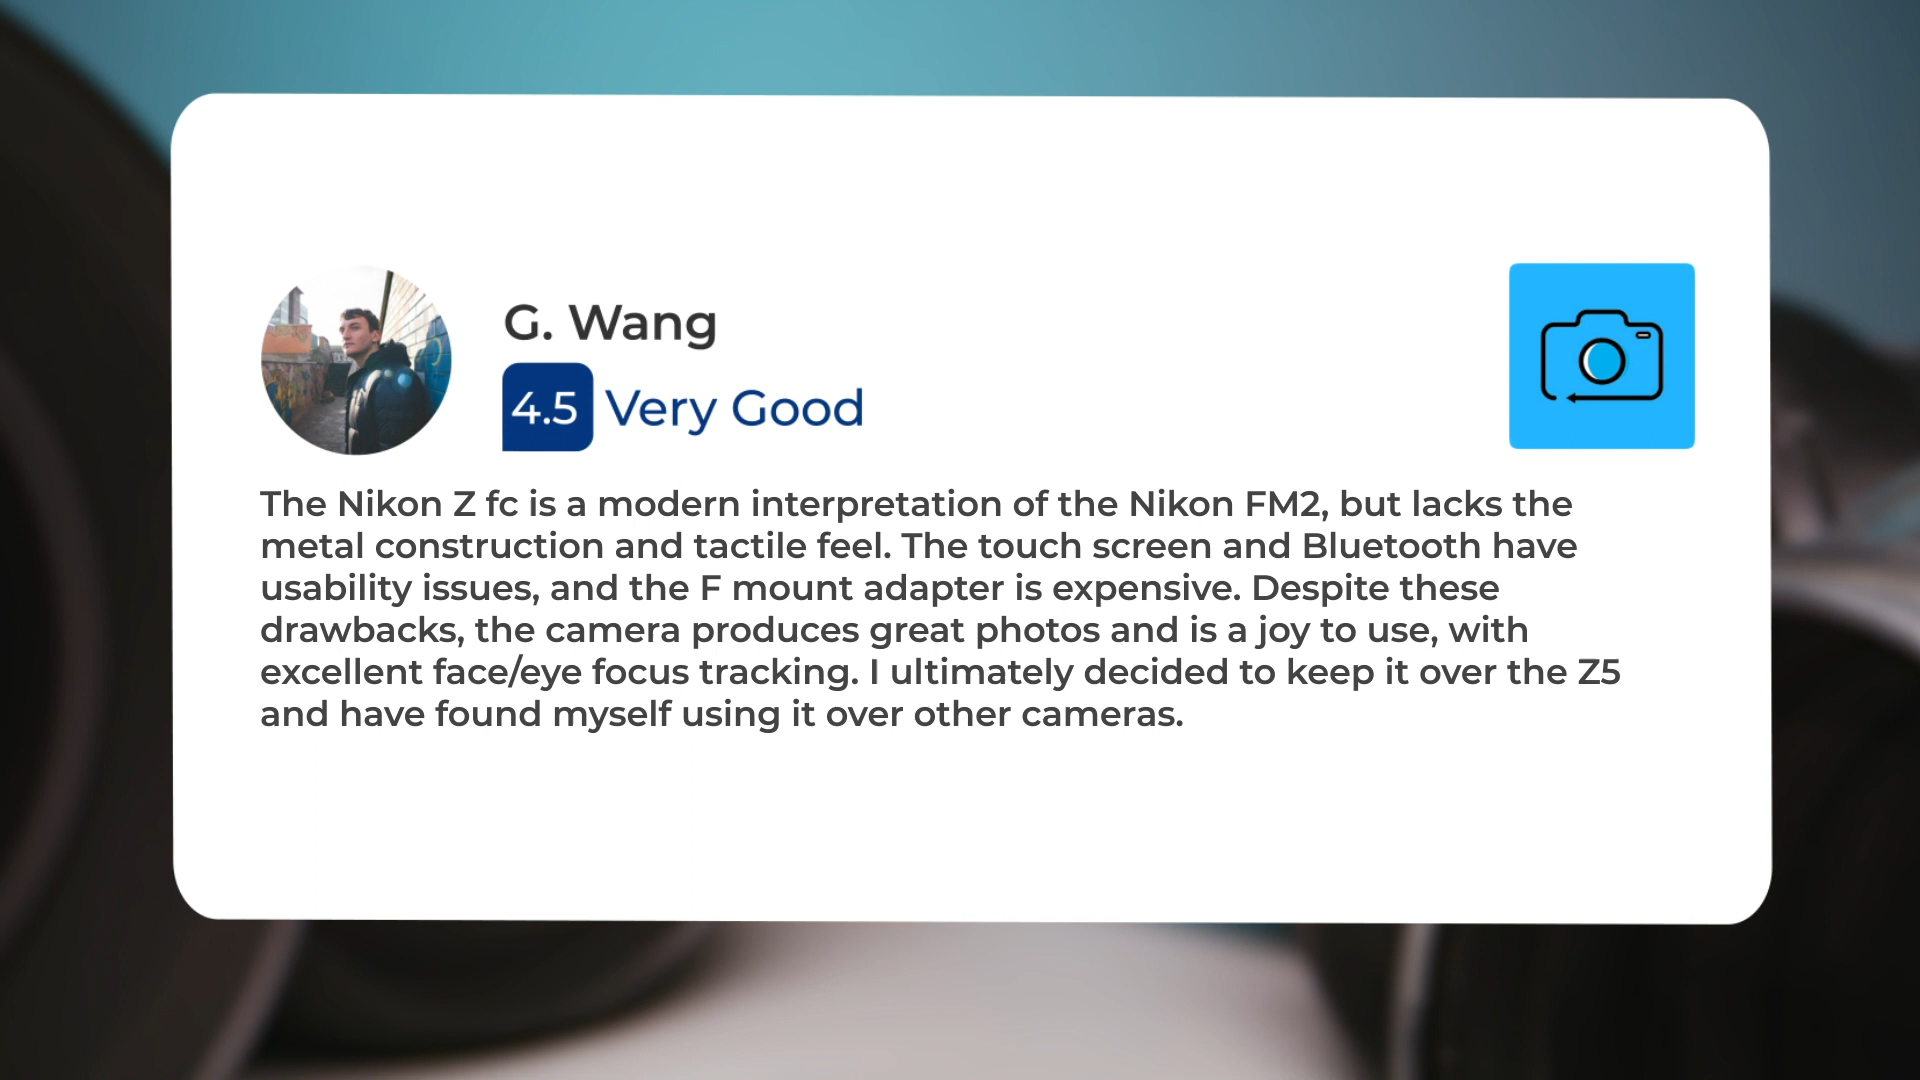 G. Wang
4.5 Very Good
The Nikon Z fc is a modern interpretation of the Nikon FM2, but lacks the
metal construction and tactile feel. The touch screen and Bluetooth have
usability issues, and the F mount adapter is expensive. Despite these
drawbacks, the camera produces great photos and is a joy to use, with
excellent face/eye focus tracking. I ultimately decided to keep it over the Z5
and have found myself using it over other cameras.